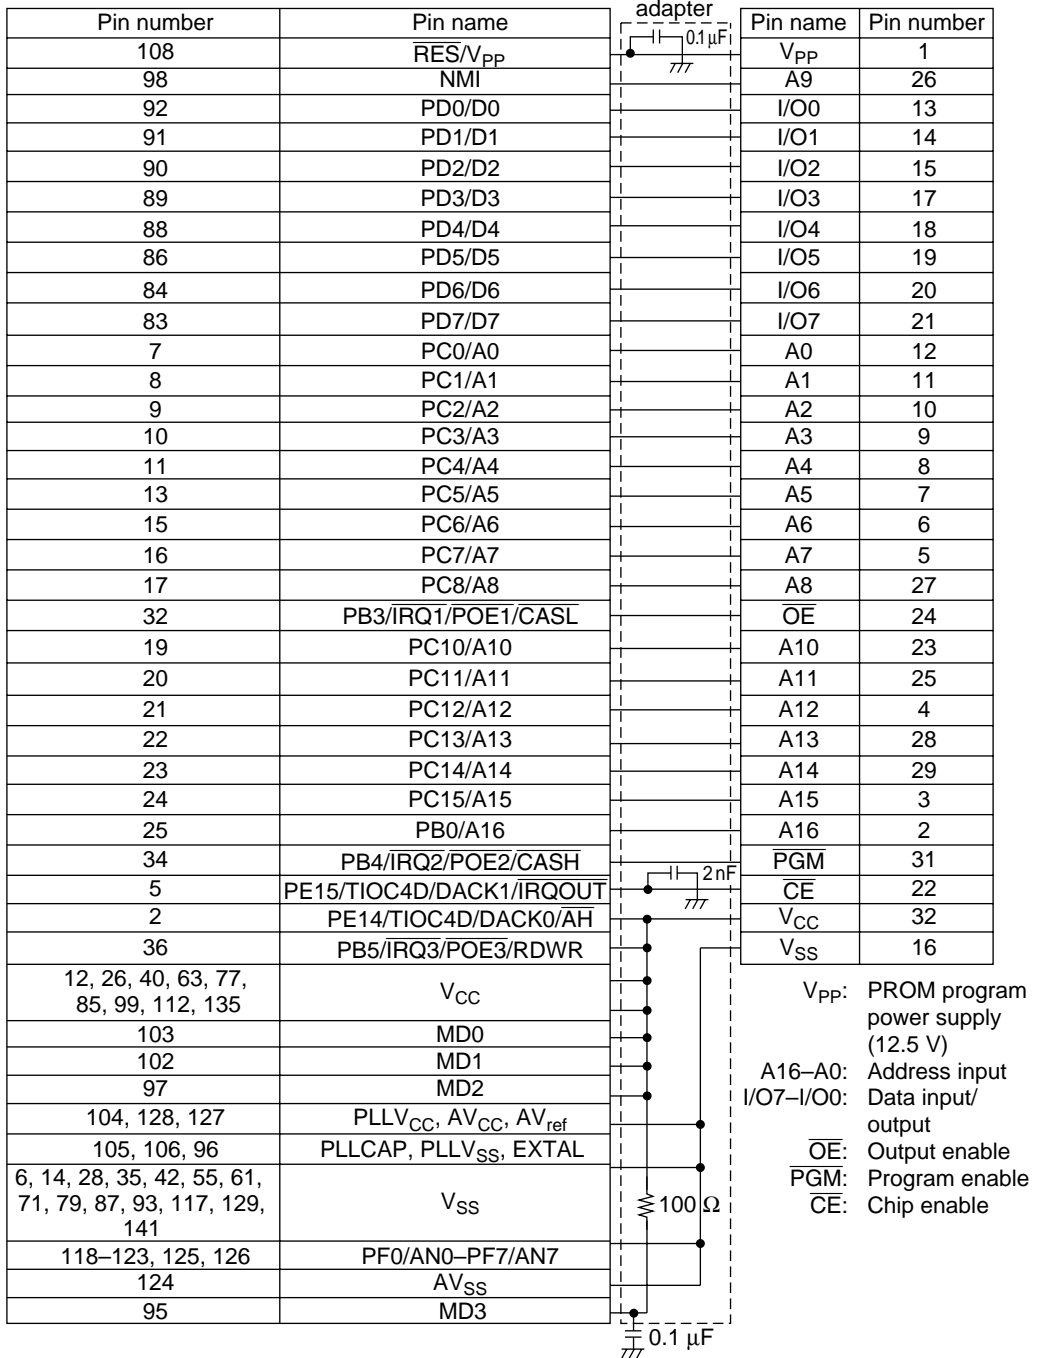 adapter
Pin number Pin name Pin name Pin number
108 RES/VPP 0.1 µF VPP 1
98 NMI A9 26
92 PD0/D0 I/O0 13
91 PD1/D1 I/O1 14
90 PD2/D2 I/O2 15
89 PD3/D3 I/O3 17
88 PD4/D4 I/O4 18
86 PD5/D5 I/O5 19
84 PD6/D6 I/O6 20
83 PD7/D7 I/O7 21
7 PC0/A0 A0 12
8 PC1/A1 A1 11
9 PC2/A2 A2 10
10 PC3/A3 A3 9
11 PC4/A4 A4 8
13 PC5/A5 A5 7
15 PC6/A6 A6 6
16 PC7/A7 A7 5
17 PC8/A8 A8 27
32 PB3/IRQ1/POE1/CASL OE 24
19 PC10/A10 A10 23
20 PC11/A11 A11 25
21 PC12/A12 A12 4
22 PC13/A13 A13 28
23 PC14/A14 A14 29
24 PC15/A15 A15 3
25 PB0/A16 A16 2
34 PB4/IRQ2/POE2/CASH PGM 31
5 PE15/TIOC4D/DACK1/IRQOUT 2 nF CE 22
2 PE14/TIOC4D/DACK0/AH VCC 32
36 PB5/IRQ3/POE3/RDWR VSS 16
12, 26, 40, 63, 77,
85, 99, 112, 135
VCC
103 MD0
102 MD1
97 MD2
104, 128, 127 PLLVCC, AVCC, AVref
105, 106, 96 PLLCAP, PLLVSS, EXTAL
6, 14, 28, 35, 42, 55, 61,
71, 79, 87, 93, 117, 129,
141
VSS
100 Ω
118–123, 125, 126 PF0/AN0–PF7/AN7
124 AVSS
95 MD3
0.1 µF
VPP: PROM program
power supply
(12.5 V)
A16–A0: Address input
I/O7–I/O0: Data input/
output
OE: Output enable
PGM: Program enable
CE: Chip enable